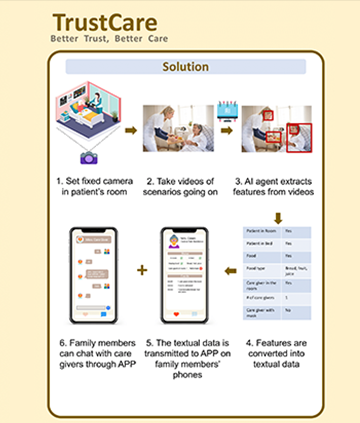 TrustCare
Better Trust, Better Care
Solution
1. Set fixed camera
in patient's room
2. Take videos of
scenarios going on
3. AI agent extracts
features from videos
Patient in Room Yes
Patient in Bed Yes
Food Yes
Food type Bread, fruit,
juice
Care giver in the Yes
room
# of care givers 1
Care giver with No
mask
6. Family members
can chat with care
givers through APP
5. The textual data is
transmitted to APP on
family members'
phones
4. Features are
converted into
textual data